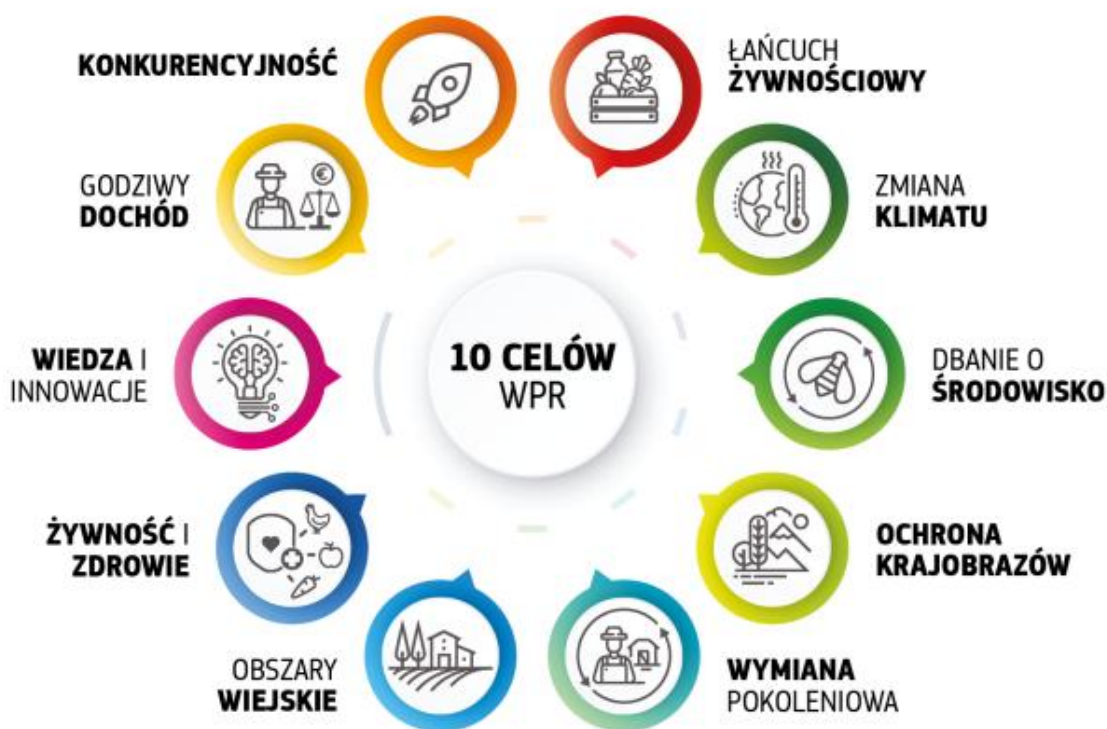 10 CELÓW
WPR
KONKURENCYJNOŚĆ
ŁAŃCUCH
ŻYWNOŚCIOWY
ZMIANA
KLIMATU
DBANIE O
ŚRODOWISKO
OCHRONA
KRAJOBRAZÓW
WYMIANA
POKOLENIOWA
OBSZARY
WIEJSKIE
ŻYWNOŚĆ I
ZDROWIE
WIEDZA I
INNOWACJE
GODZIWY
DOCHÓD
€